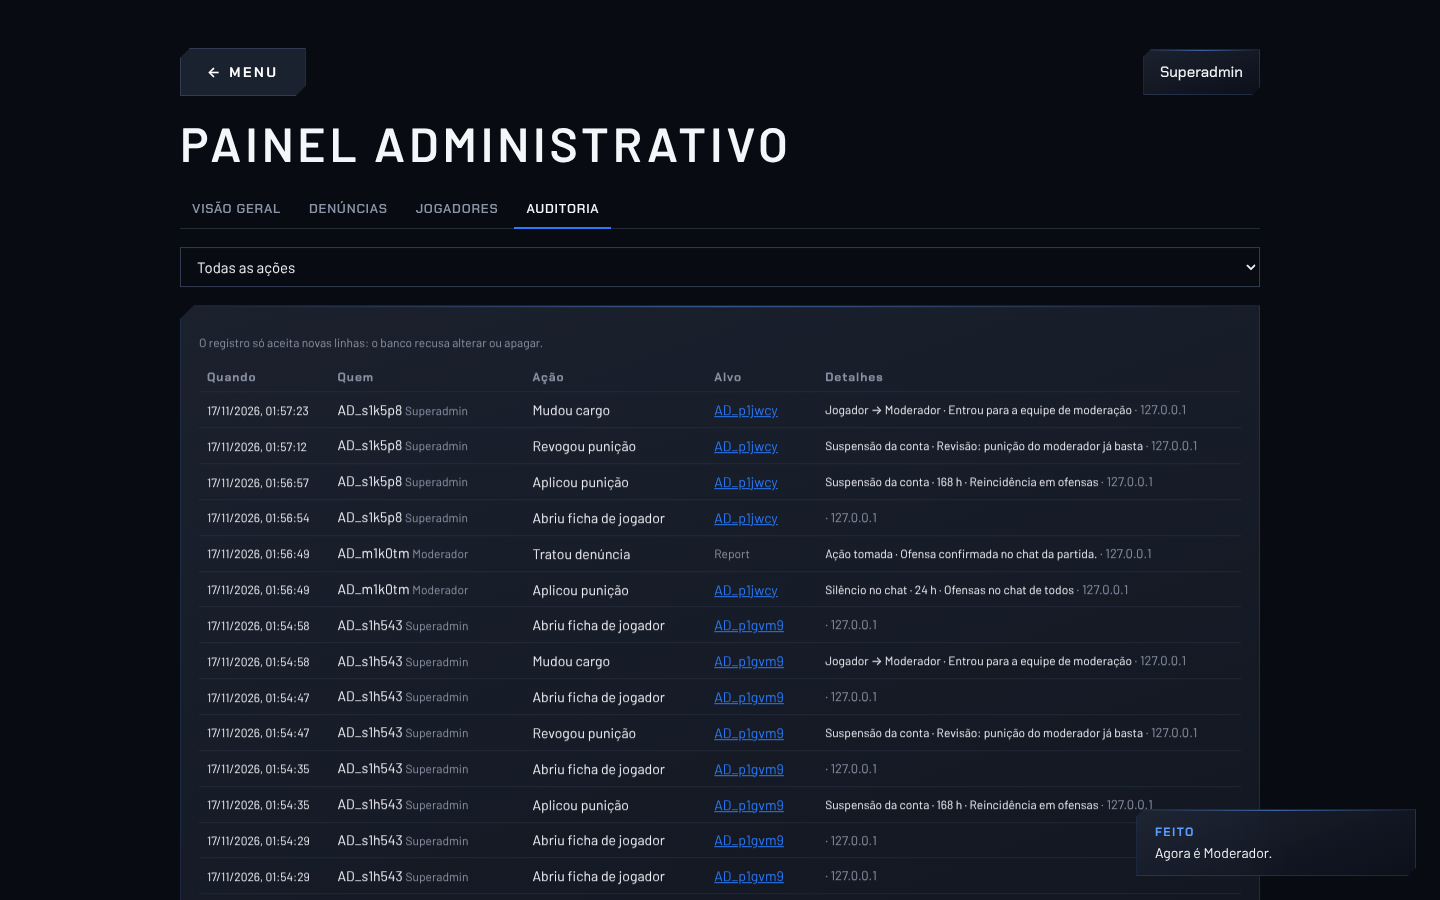 ← MENU
Superadmin
PAINEL ADMINISTRATIVO
VISÃO GERAL DENÚNCIAS JOGADORES AUDITORIA
Todas as ações
O registro só aceita novas linhas: o banco recusa alterar ou apagar.
Quando Quem Ação Alvo Detalhes
17/11/2026, 01:57:23 AD_s1k5p8 Superadmin Mudou cargo AD_p1jwcy Jogador → Moderador · Entrou para a equipe de moderação · 127.0.0.1
17/11/2026, 01:57:12 AD_s1k5p8 Superadmin Revogou punição AD_p1jwcy Suspensão da conta · Revisão: punição do moderador já basta · 127.0.0.1
17/11/2026, 01:56:57 AD_s1k5p8 Superadmin Aplicou punição AD_p1jwcy Suspensão da conta · 168 h · Reincidência em ofensas · 127.0.0.1
17/11/2026, 01:56:54 AD_s1k5p8 Superadmin Abriu ficha de jogador AD_p1jwcy · 127.0.0.1
17/11/2026, 01:56:49 AD_m1k0tm Moderador Tratou denúncia Report Ação tomada · Ofensa confirmada no chat da partida. · 127.0.0.1
17/11/2026, 01:56:49 AD_m1k0tm Moderador Aplicou punição AD_p1jwcy Silêncio no chat · 24 h · Ofensas no chat de todos · 127.0.0.1
17/11/2026, 01:54:58 AD_s1h543 Superadmin Abriu ficha de jogador AD_p1gvm9 · 127.0.0.1
17/11/2026, 01:54:58 AD_s1h543 Superadmin Mudou cargo AD_p1gvm9 Jogador → Moderador · Entrou para a equipe de moderação · 127.0.0.1
17/11/2026, 01:54:47 AD_s1h543 Superadmin Abriu ficha de jogador AD_p1gvm9 · 127.0.0.1
17/11/2026, 01:54:47 AD_s1h543 Superadmin Revogou punição AD_p1gvm9 Suspensão da conta · Revisão: punição do moderador já basta · 127.0.0.1
17/11/2026, 01:54:35 AD_s1h543 Superadmin Abriu ficha de jogador AD_p1gvm9 · 127.0.0.1
17/11/2026, 01:54:35 AD_s1h543 Superadmin Aplicou punição AD_p1gvm9 Suspensão da conta · 168 h · Reincidência em ofensas · 127.0.0.1
17/11/2026, 01:54:29 AD_s1h543 Superadmin Abriu ficha de jogador AD_p1gvm9 · 127.0.0.1
17/11/2026, 01:54:29 AD_s1h543 Superadmin Abriu ficha de jogador AD_p1gvm9 · 127.0.0.1
FEITO
Agora é Moderador.